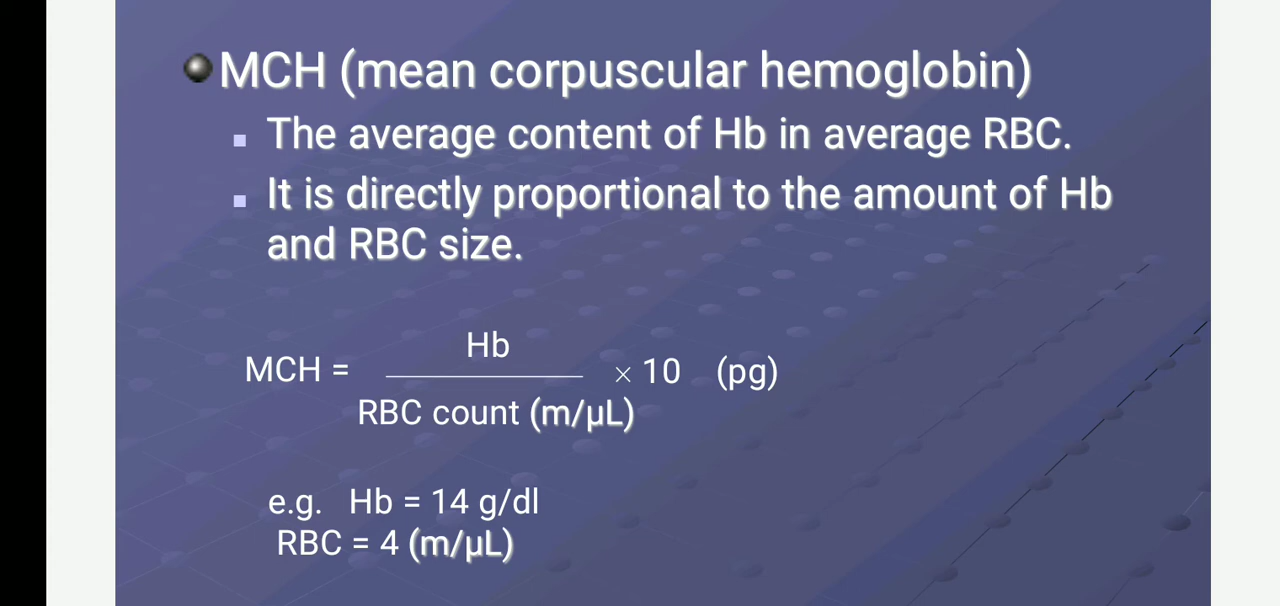 MCH (mean corpuscular hemoglobin)
The average content of Hb in average RBC.
It is directly proportional to the amount of Hb
and RBC size.
Hb
MCH = × 10 (pg)
RBC count (m/µL)
e.g. Hb = 14 g/dl
RBC = 4 (m/µL)